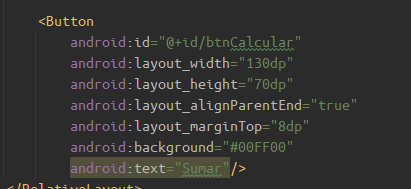 <Button
android:id="@+id/btnCalcular"
android:layout_width="130dp"
android:layout_height="70dp"
android:layout_alignParentEnd="true"
android:layout_marginTop="8dp"
android:background="#00FF00"
android:text="Sumar"/>
</RelativeLayout>